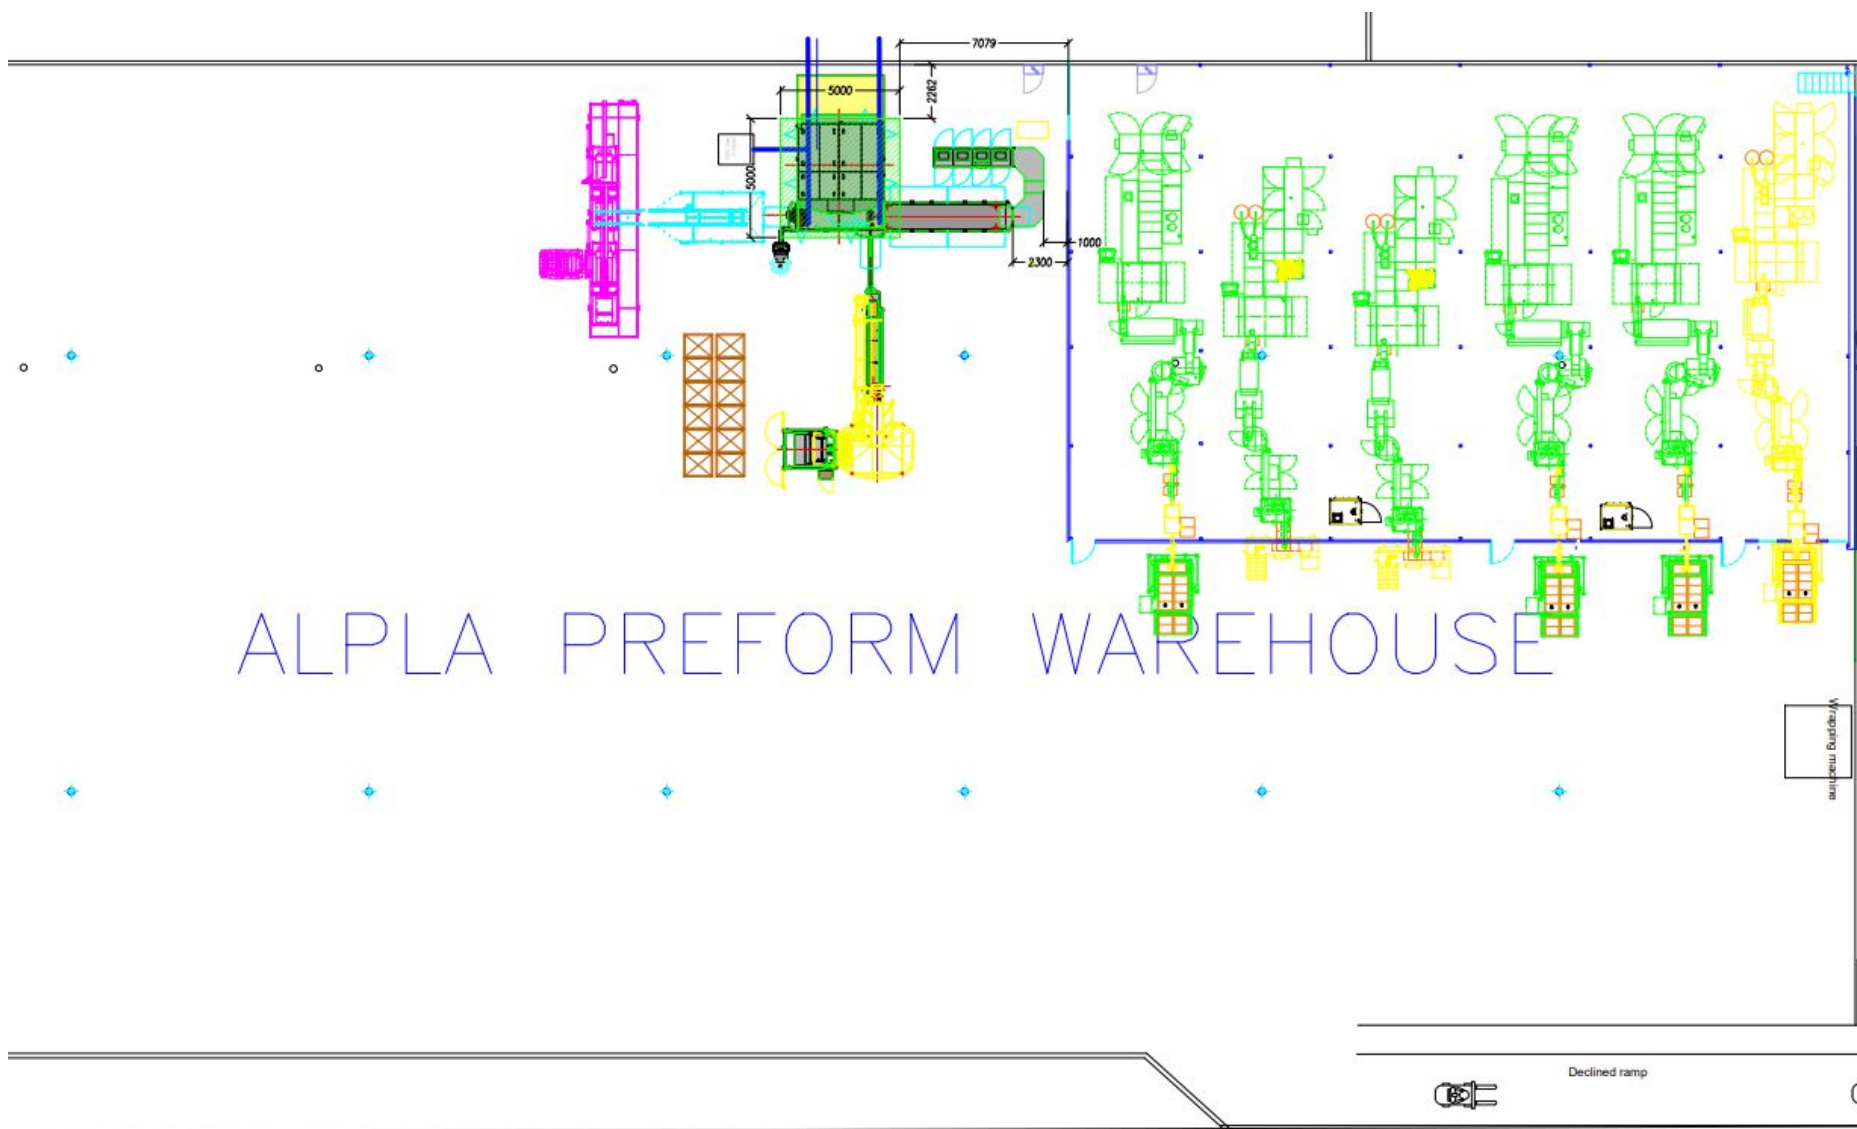 7079
5000
2262
5000
1000
2300
ALPLA PREFORM WAREHOUSE
Wrapping machine
Declined ramp